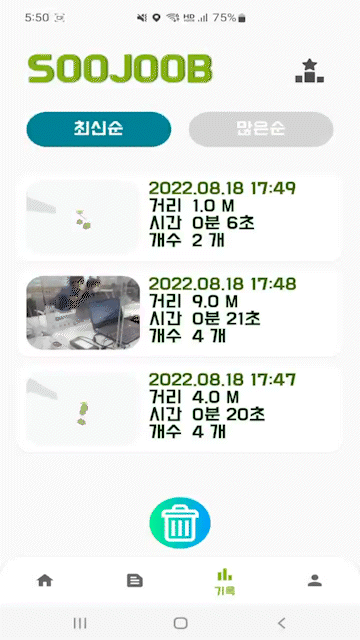 5:50 75%
SOOJOOB
최신순 많은순
2022.08.18 17:49
거리 1.0 M
시간 0분 6초
개수 2 개
2022.08.18 17:48
거리 9.0 M
시간 0분 21초
개수 4 개
2022.08.18 17:47
거리 4.0 M
시간 0분 20초
개수 4 개
기록